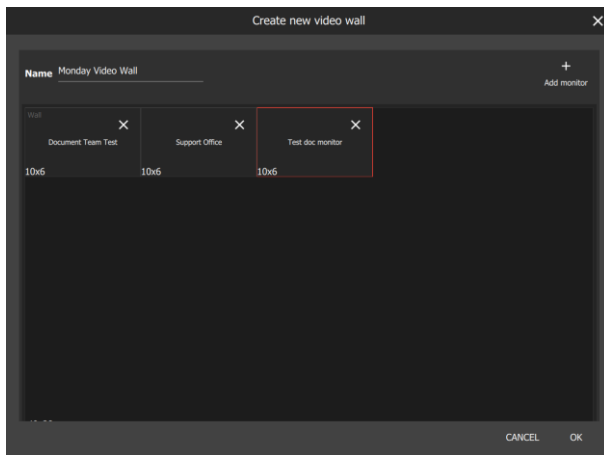 Create new video wall
Name Monday Video Wall
Add monitor
Wall
Document Team Test
Support Office
Test doc monitor
10x6
10x6
10x6
CANCEL OK